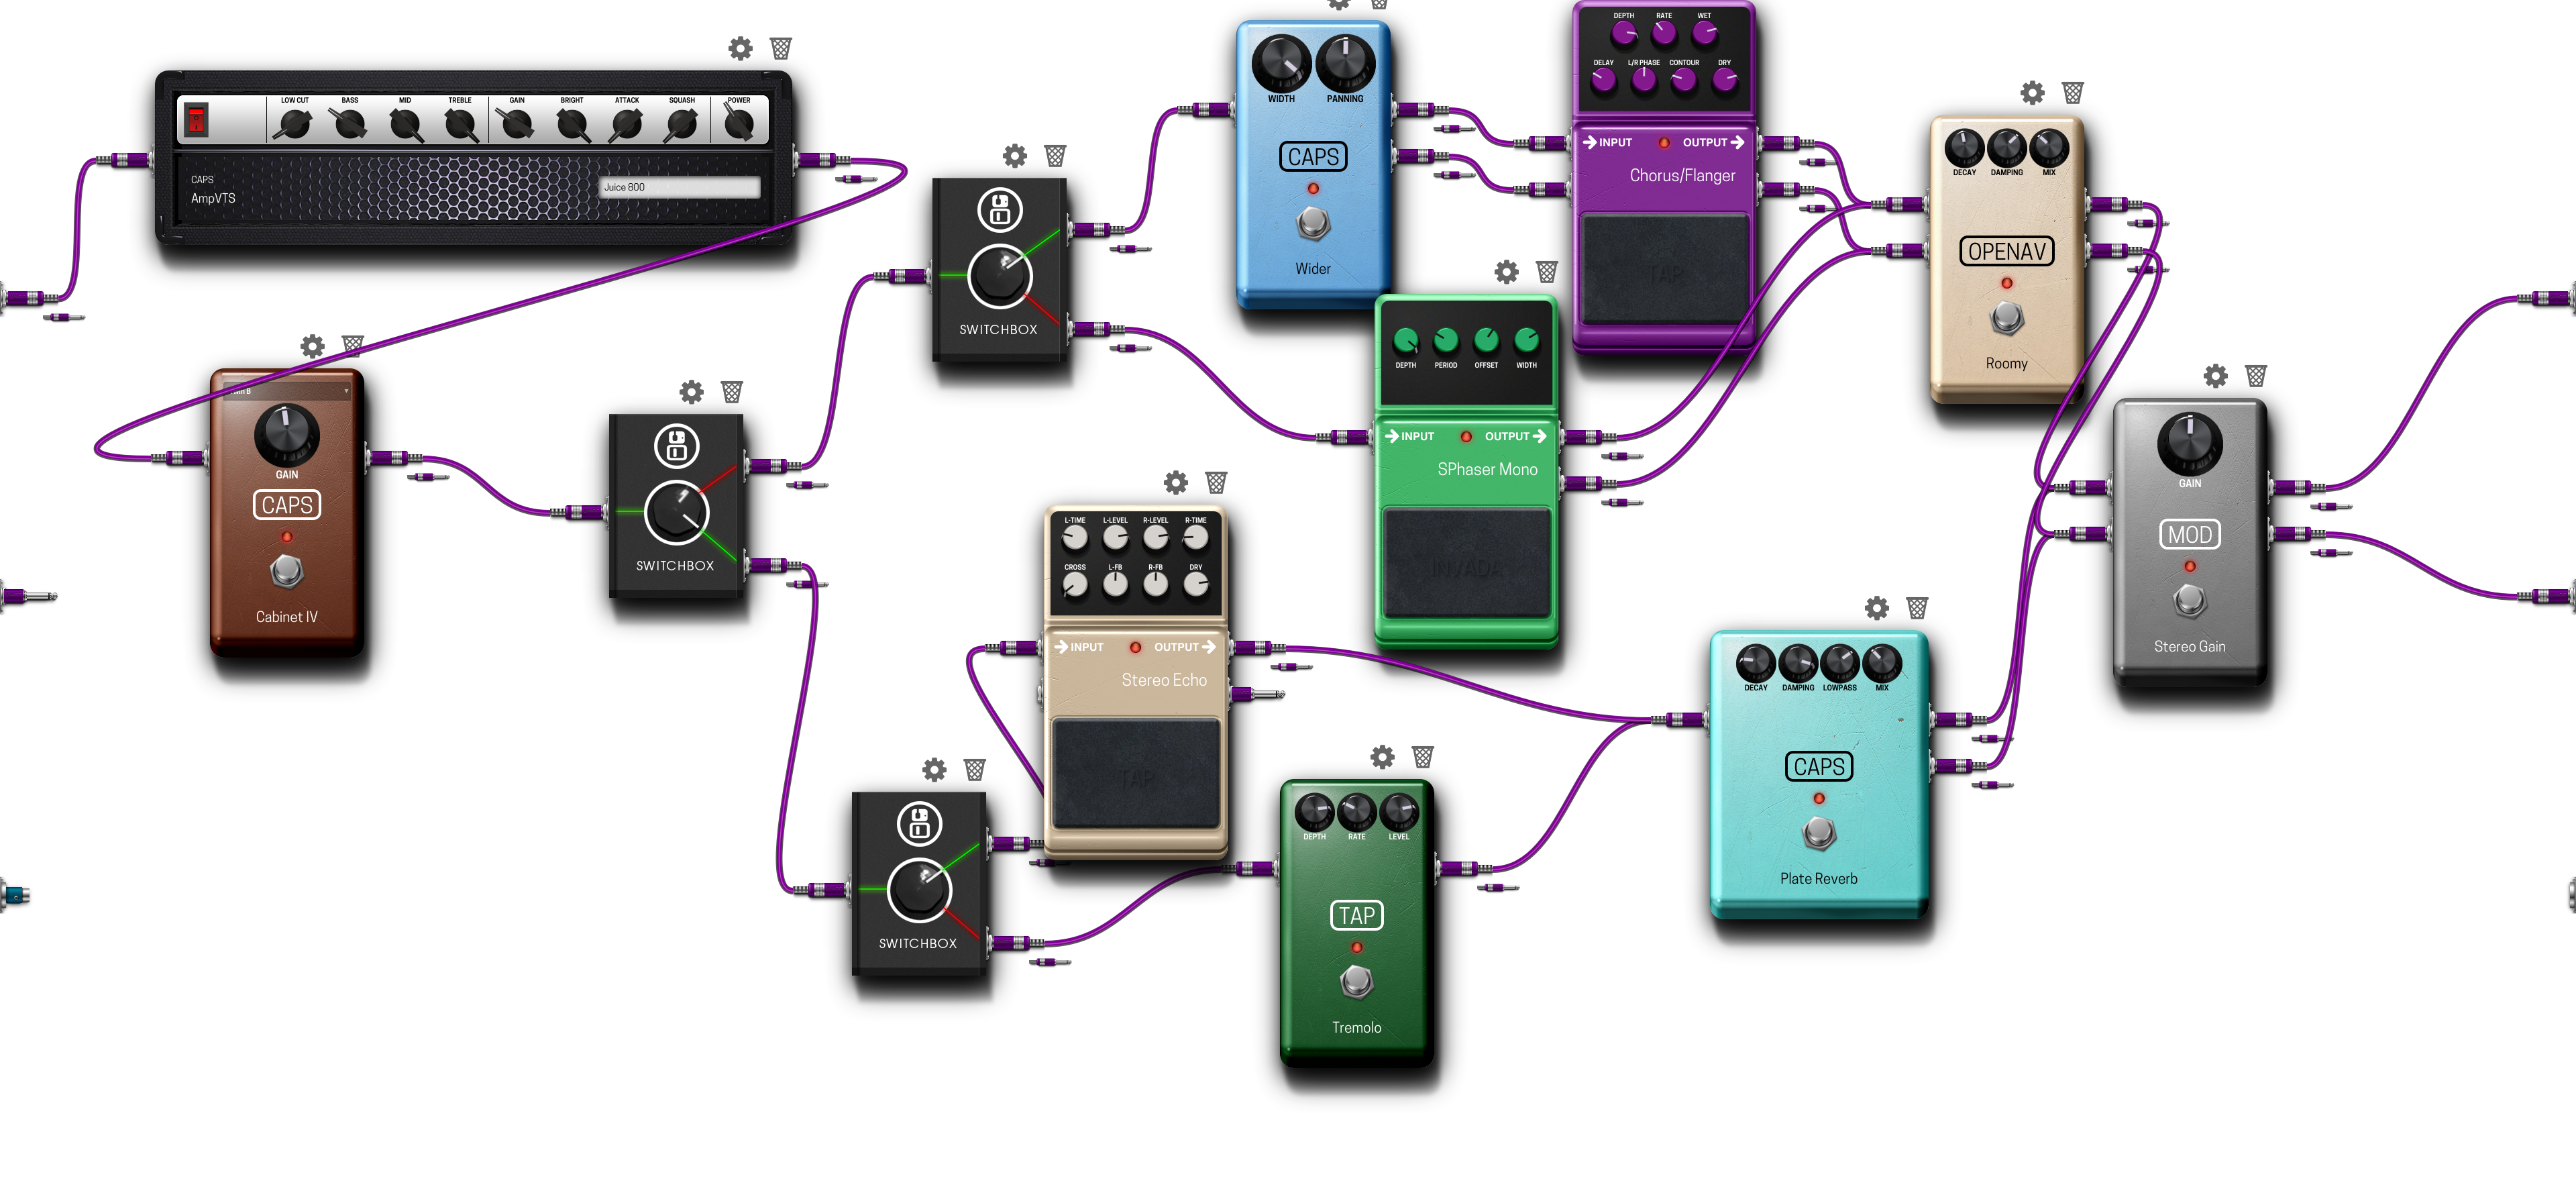 LOW CUT BASS MID TREBLE GAIN BRIGHT ATTACK SQUASH POWER
CAPS
AmpVTS
Juice 800
GAIN
CAPS
Cabinet IV
SWITCHBOX
SWITCHBOX
SWITCHBOX
WIDTH PANNING
CAPS
Wider
DEPTH RATE WET
DELAY L/R PHASE CONTOUR DRY
INPUT OUTPUT
Chorus/Flanger
TAP
DEPTH PERIOD OFFSET WIDTH
INPUT OUTPUT
SPhaser Mono
INVADA
L-TIME L-LEVEL R-LEVEL R-TIME
CROSS L-FB R-FB DRY
INPUT OUTPUT
Stereo Echo
TAP
DEPTH RATE LEVEL
TAP
Tremolo
DECAY DAMPING LOWPASS MIX
CAPS
Plate Reverb
DECAY DAMPING MIX
OPENAV
Roomy
GAIN
MOD
Stereo Gain